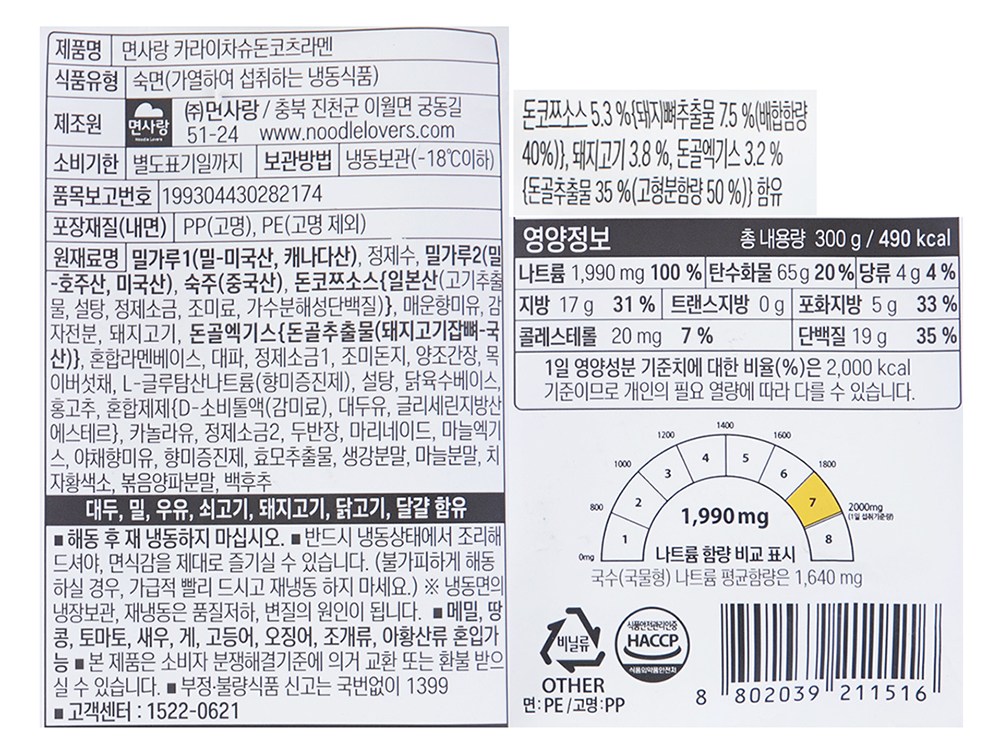 제품명 면사랑 카라이차슈돈코츠라멘
식품유형 숙면(가열하여 섭취하는 냉동식품)
제조원 면사랑 Noodle Lovers ㈜면사랑 / 충북 진천군 이월면 궁동길
51-24 / www.noodlelovers.com
소비기한 별도표기일까지 보관방법 냉동보관(-18℃이하)
품목보고번호 199304430282174
포장재질(내면) PP(고명), PE(고명 제외)
원재료명 밀가루1(밀-미국산, 캐나다산), 정제수, 밀가루2(밀
-호주산, 미국산), 숙주(중국산), 돈코쯔소스{일본산(고기추출
물, 설탕, 정제소금, 조미료, 가수분해성단백질)}, 매운향미유, 감
자전분, 돼지고기, 돈골엑기스{돈골추출물(돼지고기잡뼈-국
산)}, 혼합라멘베이스, 대파, 정제소금1, 조미돈지, 양조간장, 목
이버섯채, L-글루탐산나트륨(향미증진제), 설탕, 닭육수베이스,
홍고추, 혼합제제{D-소비톨액(감미료), 대두유, 글리세린지방산
에스테르}, 카놀라유, 정제소금2, 두반장, 마리네이드, 마늘엑기
스, 야채향미유, 향미증진제, 효모추출물, 생강분말, 마늘분말, 치
자황색소, 볶음양파분말, 백후추
대두, 밀, 우유, 쇠고기, 돼지고기, 닭고기, 달걀 함유
■ 해동 후 재 냉동하지 마십시오. ■ 반드시 냉동상태에서 조리해
드셔야, 면식감을 제대로 즐기실 수 있습니다. (불가피하게 해동
하실 경우, 가급적 빨리 드시고 재냉동 하지 마세요.) ※ 냉동면의
냉장보관, 재냉동은 품질저하, 변질의 원인이 됩니다. ■ 메밀, 땅
콩, 토마토, 새우, 게, 고등어, 오징어, 조개류, 아황산류 혼입가
능 ■ 본 제품은 소비자 분쟁해결기준에 의거 교환 또는 환불 받으
실 수 있습니다. ■ 부정·불량식품 신고는 국번없이 1399
■ 고객센터 : 1522-0621
돈코쯔소스 5.3 %{돼지뼈추출물 7.5 %(배합함량
40%)}, 돼지고기 3.8 %, 돈골엑기스 3.2 %
{돈골추출물 35 %(고형분함량 50 %)} 함유
영양정보 총 내용량 300 g / 490 kcal
나트륨 1,990 mg 100 % 탄수화물 65 g 20 % 당류 4 g 4 %
지방 17 g 31 % 트랜스지방 0 g 포화지방 5 g 33 %
콜레스테롤 20 mg 7 % 단백질 19 g 35 %
1일 영양성분 기준치에 대한 비율(%)은 2,000 kcal
기준이므로 개인의 필요 열량에 따라 다를 수 있습니다.
0mg 800 1000 1200 1400 1600 1800 2000mg
(1일 섭취기준량)
1 2 3 4 5 6 7 8
1,990 mg
나트륨 함량 비교 표시
국수(국물형) 나트륨 평균함량은 1,640 mg
비닐류
OTHER
면:PE/고명:PP
식품안전관리인증
HACCP
식품의약품안전처
8 802039 211516